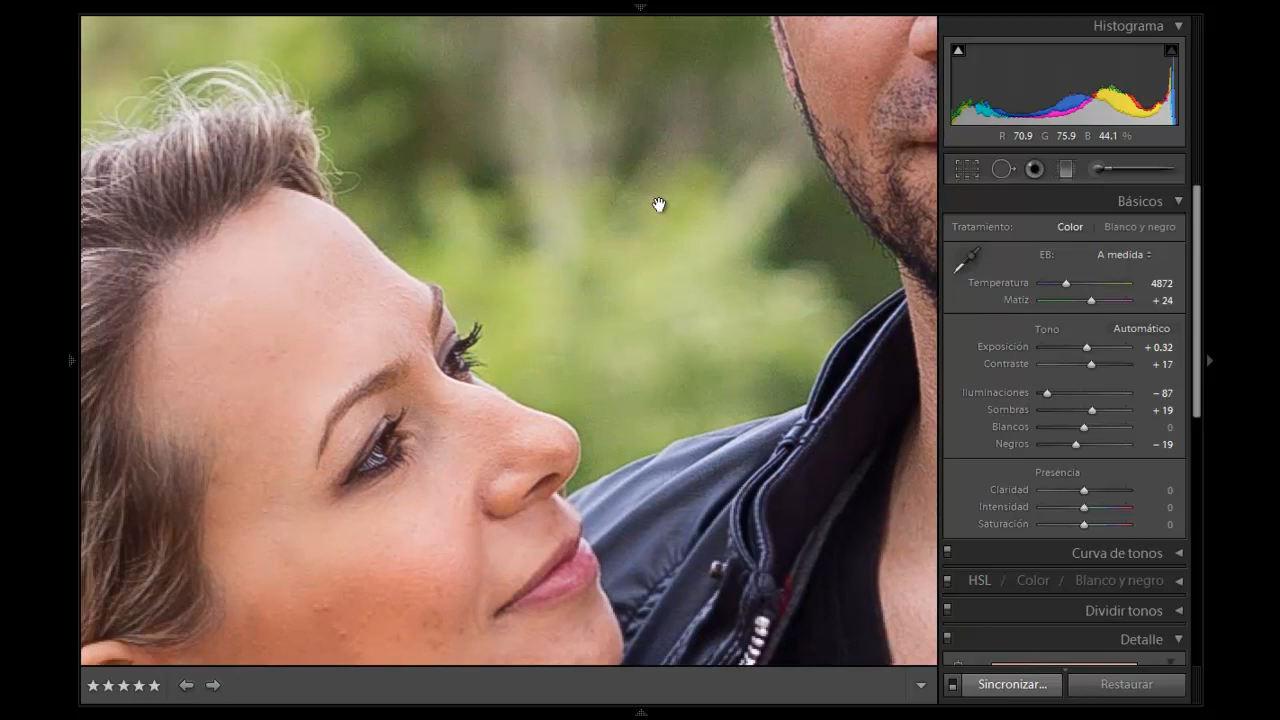 Histograma
R 70.9 G 75.9 B 44.1 %
Básicos
Tratamiento: Color Blanco y negro
EB: A medida
Temperatura 4872
Matiz + 24
Tono Automático
Exposición + 0.32
Contraste + 17
Iluminaciones − 87
Sombras + 19
Blancos 0
Negros − 19
Presencia
Claridad 0
Intensidad 0
Saturación 0
Curva de tonos
HSL / Color / Blanco y negro
Dividir tonos
Detalle
Sincronizar... Restaurar